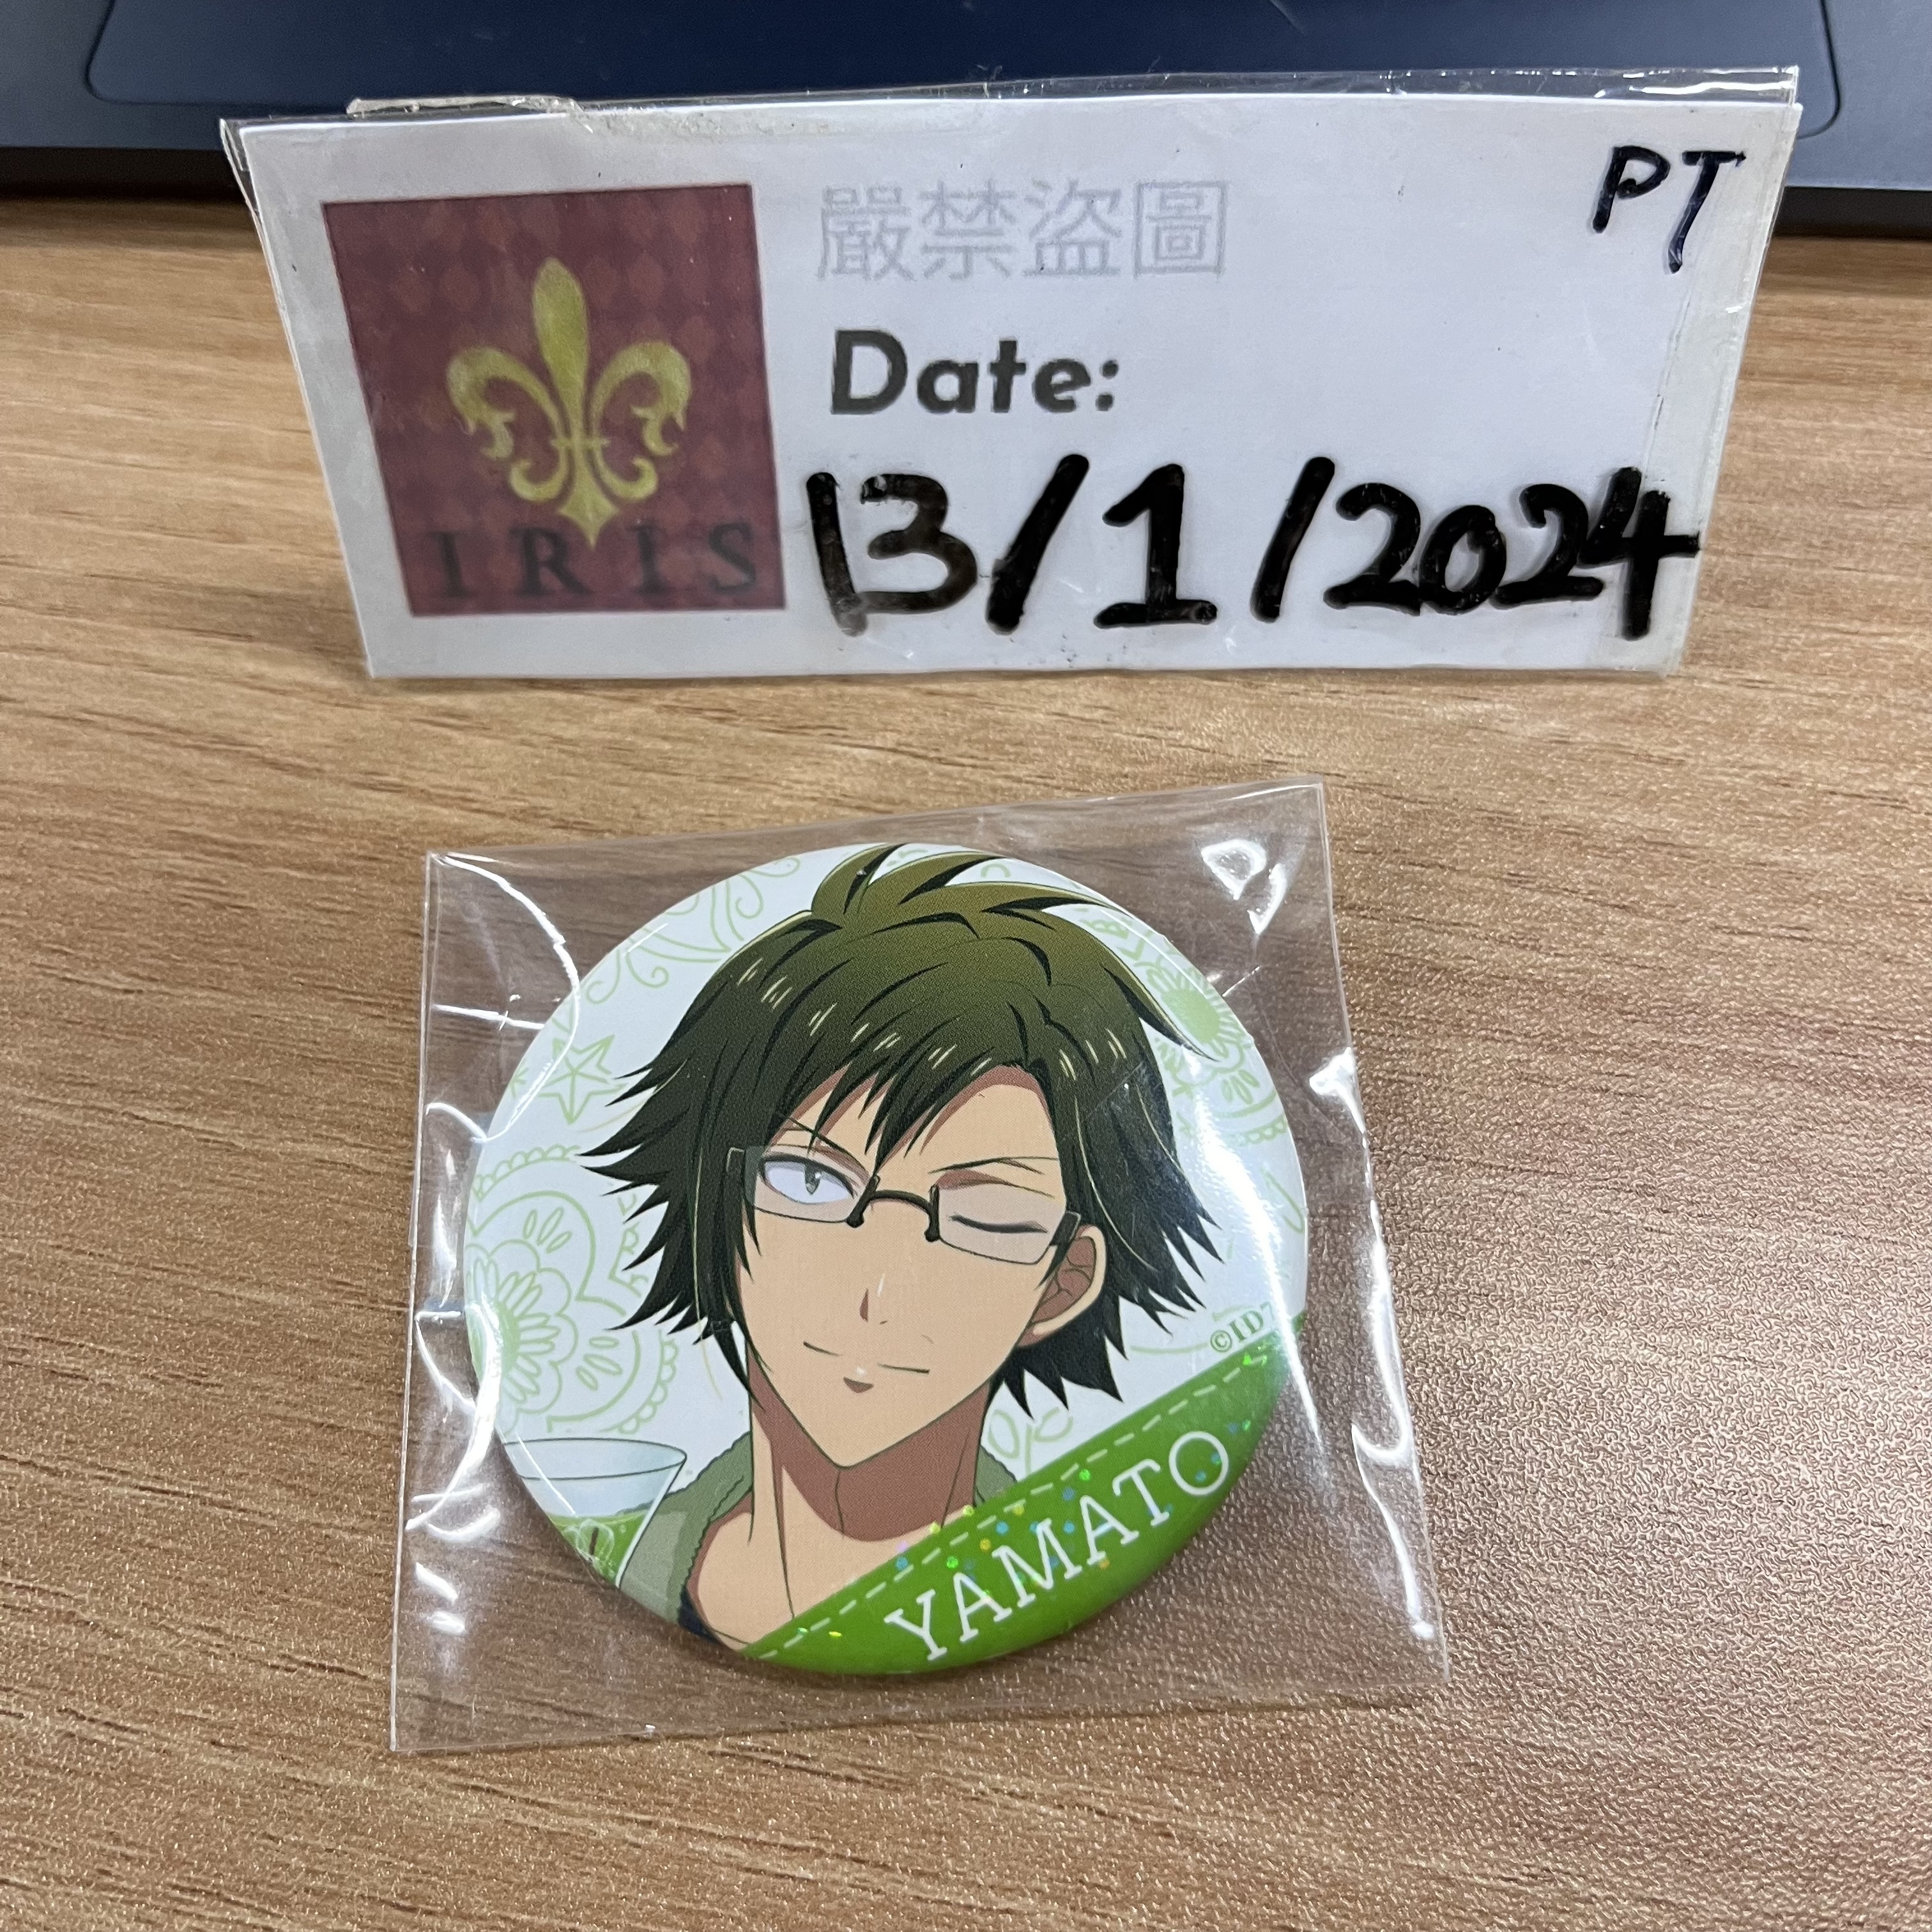 PT
嚴禁盜圖
Date:
13/1/2024
IRIS
©ID7
YAMATO